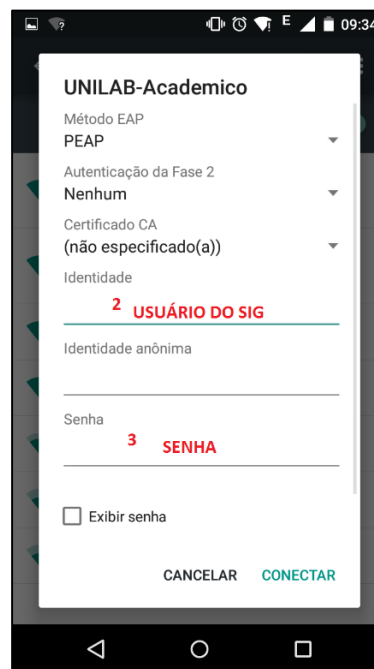 E 09:34
UNILAB-Academico
Método EAP
PEAP
Autenticação da Fase 2
Nenhum
Certificado CA
(não especificado(a))
Identidade
2 USUÁRIO DO SIG
Identidade anônima
Senha
3 SENHA
Exibir senha
CANCELAR CONECTAR